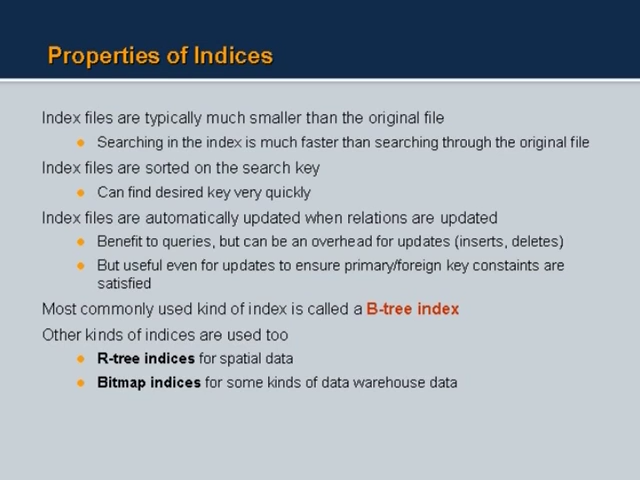 Properties of Indices
Index files are typically much smaller than the original file
Searching in the index is much faster than searching through the original file
Index files are sorted on the search key
Can find desired key very quickly
Index files are automatically updated when relations are updated
Benefit to queries, but can be an overhead for updates (inserts, deletes)
But useful even for updates to ensure primary/foreign key constaints are
satisfied
Most commonly used kind of index is called a B-tree index
Other kinds of indices are used too
R-tree indices for spatial data
Bitmap indices for some kinds of data warehouse data